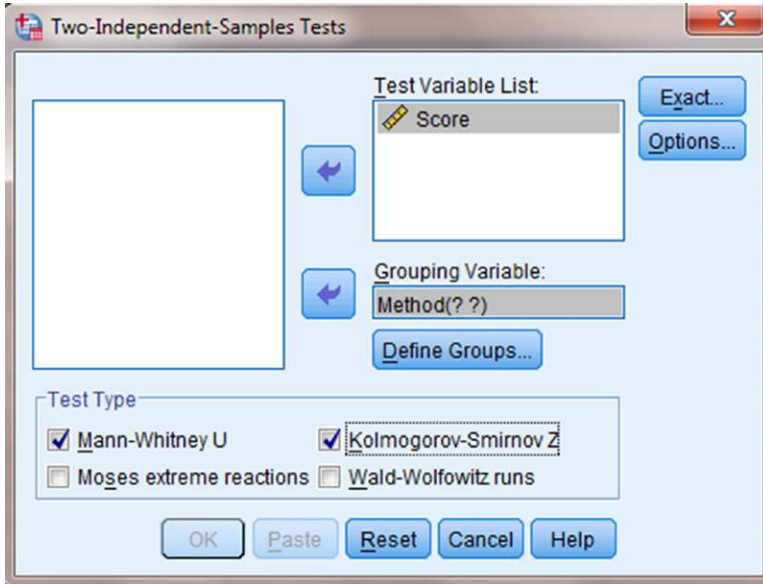 Two-Independent-Samples Tests
Test Variable List:
Score
Exact...
Options...
Grouping Variable:
Method(? ?)
Define Groups...
Test Type
Mann-Whitney U
Kolmogorov-Smirnov Z
Moses extreme reactions
Wald-Wolfowitz runs
OK
Paste
Reset
Cancel
Help